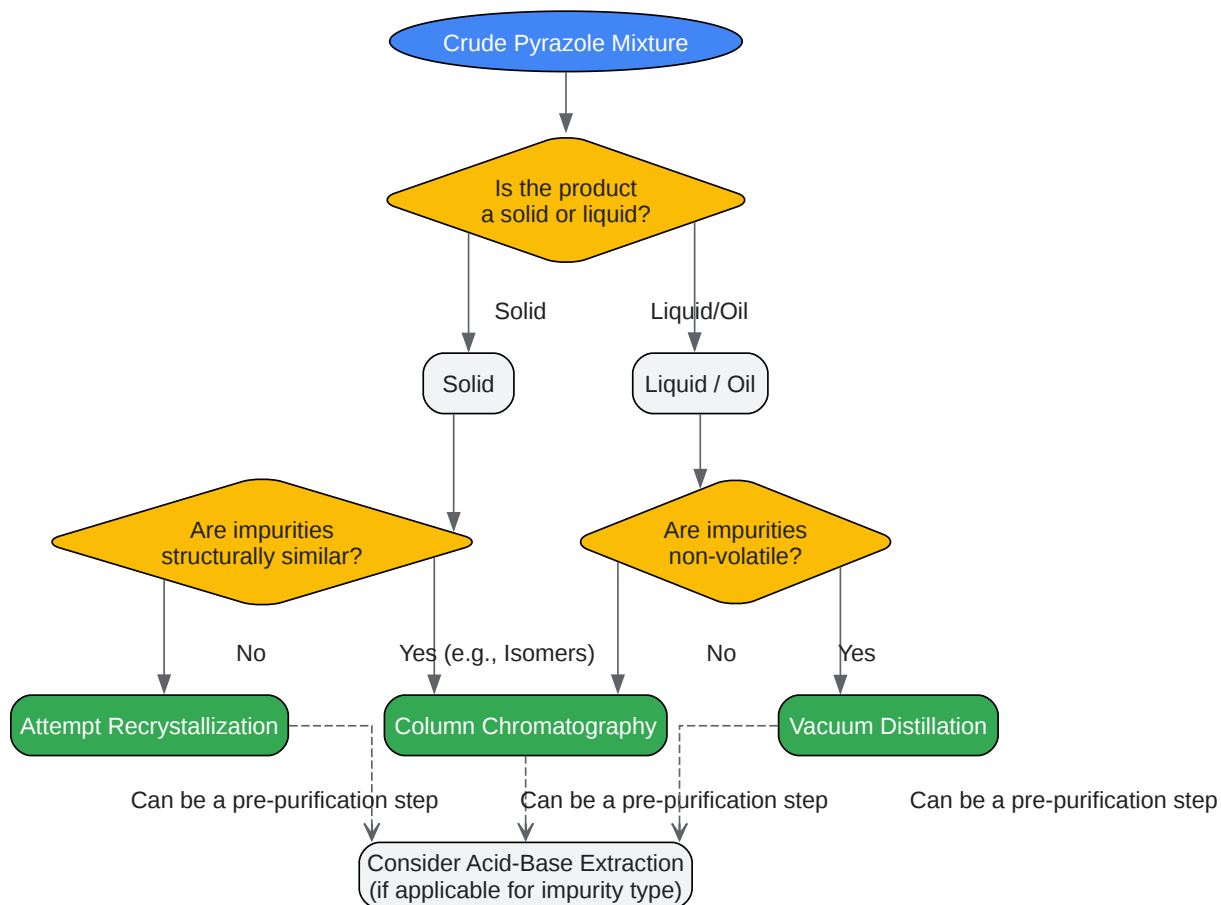 Crude Pyrazole Mixture
Is the product
a solid or liquid?
Solid
Liquid/Oil
Solid
Liquid / Oil
Are impurities
structurally similar?
Are impurities
non-volatile?
No
Yes (e.g., Isomers)
No
Yes
Attempt Recrystallization
Column Chromatography
Vacuum Distillation
Can be a pre-purification step
Can be a pre-purification step
Can be a pre-purification step
Consider Acid-Base Extraction
(if applicable for impurity type)